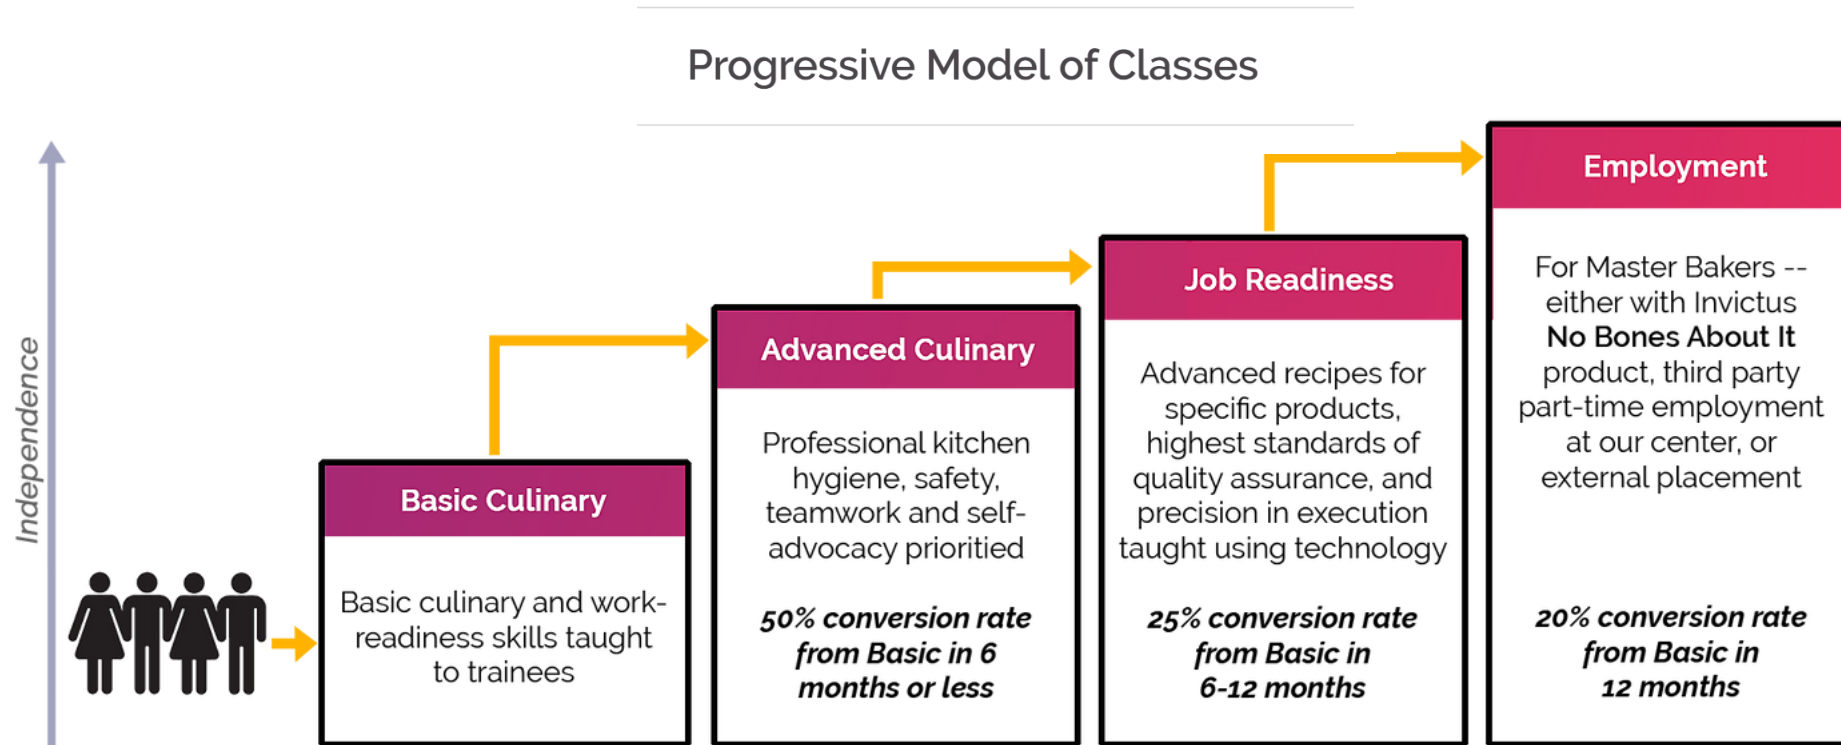 Progressive Model of Classes
Independence
Basic Culinary
Basic culinary and work-
readiness skills taught
to trainees
Advanced Culinary
Professional kitchen
hygiene, safety,
teamwork and self-
advocacy prioritied
50% conversion rate
from Basic in 6
months or less
Job Readiness
Advanced recipes for
specific products,
highest standards of
quality assurance, and
precision in execution
taught using technology
25% conversion rate
from Basic in
6-12 months
Employment
For Master Bakers --
either with Invictus
No Bones About It
product, third party
part-time employment
at our center, or
external placement
20% conversion rate
from Basic in
12 months